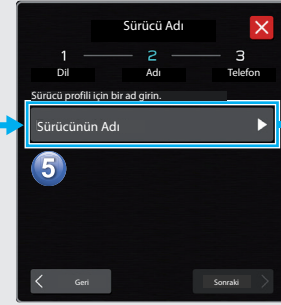 Sürücü Adı
1 2 3
Dil Adı Telefon
Sürücü profili için bir ad girin.
Sürücünün Adı
5
Geri Sonraki